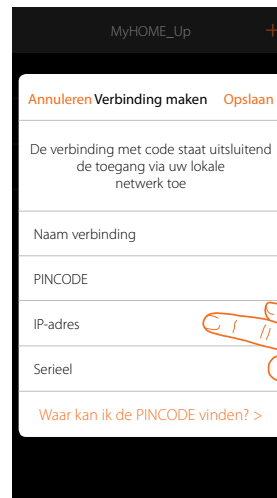 MyHOME_Up +
Annuleren Verbinding maken Opslaan
De verbinding met code staat uitsluitend
de toegang via uw lokale
netwerk toe
Naam verbinding
PINCODE
IP-adres
Serieel
Waar kan ik de PINCODE vinden? >